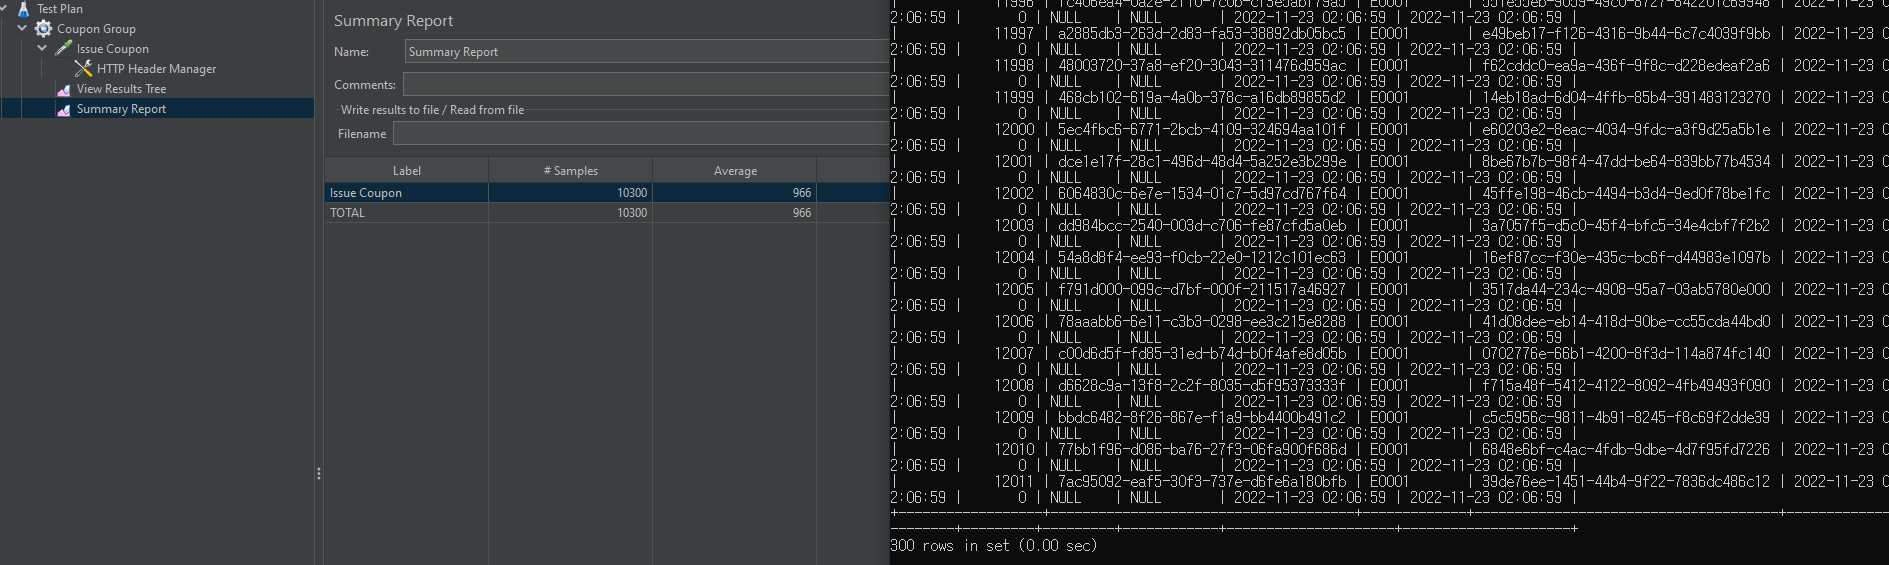 Test Plan
Coupon Group
Issue Coupon
HTTP Header Manager
View Results Tree
Summary Report
Summary Report
Name: Summary Report
Comments:
Write results to file / Read from file
Filename
Label # Samples Average
Issue Coupon 10300 966
TOTAL 10300 966
2:06:59 | 0 | NULL | NULL | 2022-11-23 02:06:59 | 2022-11-23 02:06:59 |
| 11997 | a2885db3-263d-2d83-fa53-38892db05bc5 | E0001 | e49beb17-f126-4316-9b44-6c7c4039f9bb | 2022-11-23 0
2:06:59 | 0 | NULL | NULL | 2022-11-23 02:06:59 | 2022-11-23 02:06:59 |
| 11998 | 48003720-37a8-ef20-3043-311476d959ac | E0001 | f62cddc0-ea9a-436f-9f8c-d228edeaf2a6 | 2022-11-23 0
2:06:59 | 0 | NULL | NULL | 2022-11-23 02:06:59 | 2022-11-23 02:06:59 |
| 11999 | 468cb102-619a-4a0b-378c-a16db89855d2 | E0001 | 14eb18ad-6d04-4ffb-85b4-391483123270 | 2022-11-23 0
2:06:59 | 0 | NULL | NULL | 2022-11-23 02:06:59 | 2022-11-23 02:06:59 |
| 12000 | 5ec4fbc6-6771-2bcb-4109-324694aa101f | E0001 | e60203e2-8eac-4034-9fdc-a3f9d25a5b1e | 2022-11-23 0
2:06:59 | 0 | NULL | NULL | 2022-11-23 02:06:59 | 2022-11-23 02:06:59 |
| 12001 | dce1e17f-28c1-496d-48d4-5a252e3b299e | E0001 | 8be67b7b-98f4-47dd-be64-839bb77b4534 | 2022-11-23 0
2:06:59 | 0 | NULL | NULL | 2022-11-23 02:06:59 | 2022-11-23 02:06:59 |
| 12002 | 6064830c-6e7e-1534-01c7-5d97cd767f64 | E0001 | 45ffe198-46cb-4494-b3d4-9ed0f78be1fc | 2022-11-23 0
2:06:59 | 0 | NULL | NULL | 2022-11-23 02:06:59 | 2022-11-23 02:06:59 |
| 12003 | dd984bcc-2540-003d-c706-fe87cfd5a0eb | E0001 | 3a7057f5-d5c0-45f4-bfc5-34e4cbf7f2b2 | 2022-11-23 0
2:06:59 | 0 | NULL | NULL | 2022-11-23 02:06:59 | 2022-11-23 02:06:59 |
| 12004 | 54a8d8f4-ee93-f0cb-22e0-1212c101ec63 | E0001 | 16ef87cc-f30e-435c-bc6f-d44983e1097b | 2022-11-23 0
2:06:59 | 0 | NULL | NULL | 2022-11-23 02:06:59 | 2022-11-23 02:06:59 |
| 12005 | f791d000-099c-d7bf-000f-211517a46927 | E0001 | 3517da44-234c-4908-95a7-03ab5780e000 | 2022-11-23 0
2:06:59 | 0 | NULL | NULL | 2022-11-23 02:06:59 | 2022-11-23 02:06:59 |
| 12006 | 78aaabb6-6e11-c3b3-0298-ee3c215e8288 | E0001 | 41d08dee-eb14-418d-90be-cc55cda44bd0 | 2022-11-23 0
2:06:59 | 0 | NULL | NULL | 2022-11-23 02:06:59 | 2022-11-23 02:06:59 |
| 12007 | c00d6d5f-fd85-31ed-b74d-b0f4afe8d05b | E0001 | 0702776e-66b1-4200-8f3d-114a874fc140 | 2022-11-23 0
2:06:59 | 0 | NULL | NULL | 2022-11-23 02:06:59 | 2022-11-23 02:06:59 |
| 12008 | d6628c9a-13f8-2c2f-8035-d5f95373333f | E0001 | f715a48f-5412-4122-8092-4fb49493f090 | 2022-11-23 0
2:06:59 | 0 | NULL | NULL | 2022-11-23 02:06:59 | 2022-11-23 02:06:59 |
| 12009 | bbdc6482-8f26-867e-f1a9-bb4400b491c2 | E0001 | c5c5956c-9811-4b91-8245-f8c69f2dde39 | 2022-11-23 0
2:06:59 | 0 | NULL | NULL | 2022-11-23 02:06:59 | 2022-11-23 02:06:59 |
| 12010 | 77bb1f96-d086-ba76-27f3-06fa900f686d | E0001 | 6848e6bf-c4ac-4fdb-9dbe-4d7f95fd7226 | 2022-11-23 0
2:06:59 | 0 | NULL | NULL | 2022-11-23 02:06:59 | 2022-11-23 02:06:59 |
| 12011 | 7ac95092-eaf5-30f3-737e-d6fe6a180bfb | E0001 | 39de76ee-1451-44b4-9f22-7836dc486c12 | 2022-11-23 0
2:06:59 | 0 | NULL | NULL | 2022-11-23 02:06:59 | 2022-11-23 02:06:59 |
300 rows in set (0.00 sec)